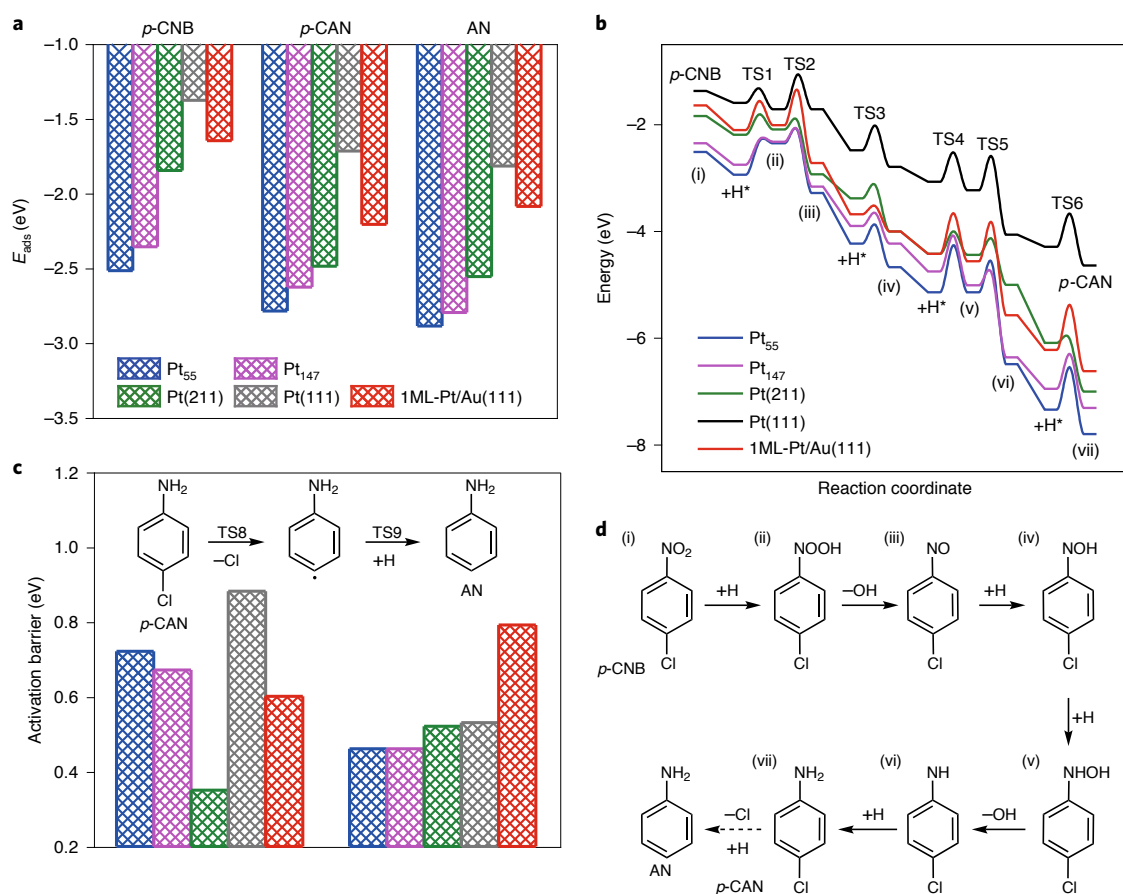 a
p-CNB p-CAN AN
–1.0
–1.5
–2.0
–2.5
–3.0
–3.5
E_ads (eV)
Pt₅₅ Pt₁₄₇
Pt(211) Pt(111) 1ML-Pt/Au(111)
b
p-CNB TS1 TS2
TS3
TS4 TS5
TS6
p-CAN
(i) +H* (ii)
(iii)
+H* (iv)
+H* (v)
(vi)
+H* (vii)
–2
–4
–6
–8
Energy (eV)
Pt₅₅
Pt₁₄₇
Pt(211)
Pt(111)
1ML-Pt/Au(111)
Reaction coordinate
c
1.2
1.0
0.8
0.6
0.4
0.2
Activation barrier (eV)
NH₂ NH₂ NH₂
TS8 TS9
–Cl +H
Cl
p-CAN
AN
d
(i) (ii) (iii) (iv)
NO₂ NOOH NO NOH
+H –OH +H
Cl Cl Cl Cl
p-CNB
+H
(vii) (vi) (v)
NH₂ NH₂ NH NHOH
–Cl +H –OH
+H
AN
p-CAN Cl Cl Cl